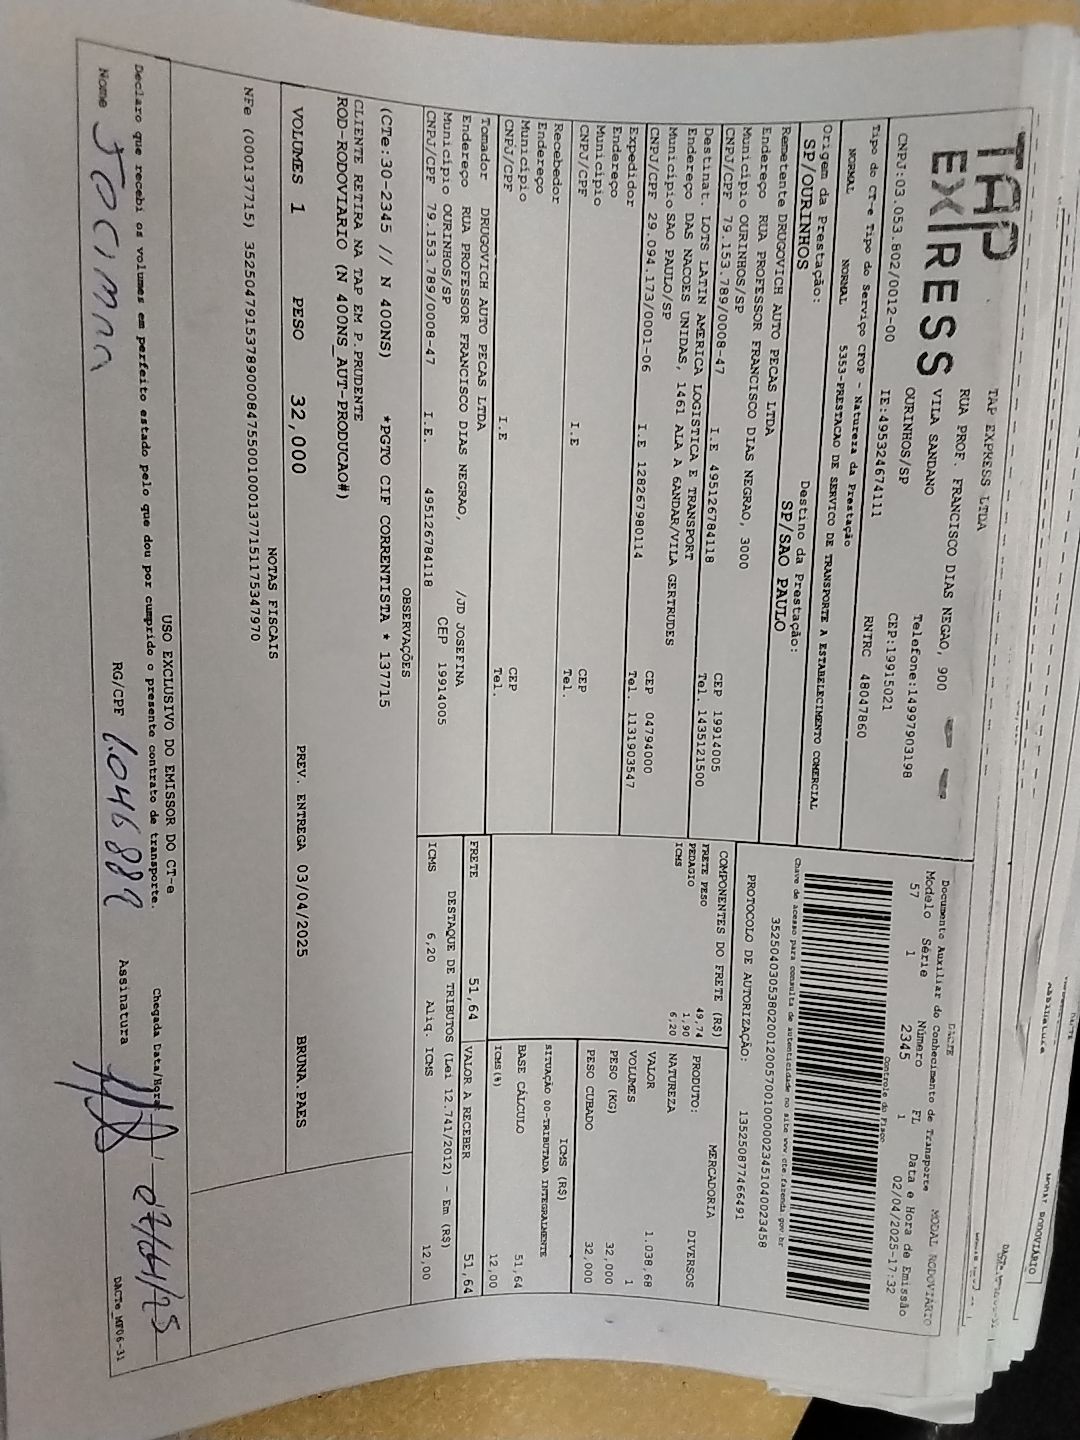 TAP
EXPRESS
TAP EXPRESS LTDA
RUA PROF. FRANCISCO DIAS NEGAO, 900
VILA SANDANO
Telefone:14997903198
OURINHOS/SP
CEP:19915021
CNPJ:03.053.802/0012-00 IE:495324674111
RNTRC 48047860
Tipo do CT-e Tipo do Serviço CFOP - Natureza da Prestação
NORMAL NORMAL 5353-PRESTACAO DE SERVICO DE TRANSPORTE A ESTABELECIMENTO COMERCIAL
Origem da Prestação: Destino da Prestação:
SP/OURINHOS SP/SAO PAULO
Remetente DRUGOVICH AUTO PECAS LTDA
Endereço RUA PROFESSOR FRANCISCO DIAS NEGRAO, 3000
Município OURINHOS/SP CEP 19914005
CNPJ/CPF 79.153.789/0008-47 I.E 495126784118 Tel. 1435121500
Destinat. LOTS LATIN AMERICA LOGISTICA E TRANSPORT
Endereço DAS NACOES UNIDAS, 1461 ALA A GANDAR/VILA GERTRUDES
Município SAO PAULO/SP CEP 04794000
CNPJ/CPF 29.094.173/0001-06 I.E 128267980114 Tel. 1131903547
Expedidor
Endereço
Município CEP
CNPJ/CPF I.E Tel.
Recebedor
Endereço
Município CEP
CNPJ/CPF I.E Tel.
Tomador DRUGOVICH AUTO PECAS LTDA
Endereço RUA PROFESSOR FRANCISCO DIAS NEGRAO, /JD JOSEFINA
Município OURINHOS/SP CEP 19914005
CNPJ/CPF 79.153.789/0008-47 I.E. 495126784118
DACTE MODAL RODOVIÁRIO
Documento Auxiliar do Conhecimento de Transporte
Modelo Série Número FL Data e Hora de Emissão
57 1 2345 1 02/04/2025-17:32
Controle do Fisco
Chave de acesso para consulta de autenticidade no site www.cte.fazenda.gov.br
35250403053802001200570010000023451040023458
PROTOCOLO DE AUTORIZAÇÃO: 135250877466491
COMPONENTES DO FRETE (R$)
FRETE PESO 49,74
PEDAGIO 1,90
ICMS 6,20
PRODUTO: MERCADORIA
NATUREZA DIVERSOS
VALOR 1.038,68
VOLUMES 1
PESO (KG) 32,000
PESO CUBADO 32,000
ICMS (R$)
SITUAÇÃO 00-TRIBUTADA INTEGRALMENTE
BASE CÁLCULO 51,64
ICMS(%) 12,00
FRETE 51,64 VALOR A RECEBER 51,64
DESTAQUE DE TRIBUTOS (Lei 12.741/2012) - Em (R$)
ICMS 6,20 Aliq. ICMS 12,00
OBSERVAÇÕES
(CTe:30-2345 // N 400NS) *PGTO CIF CORRENTISTA * 137715
CLIENTE RETIRA NA TAP EM P.PRUDENTE
ROD-RODOVIARIO (N 400NS_AUT-PRODUCAO#)
VOLUMES 1 PESO 32,000 PREV. ENTREGA 03/04/2025 BRUNA.PAES
NOTAS FISCAIS
NFe (000137715) 35250479153789000847550010001377151175347970
USO EXCLUSIVO DO EMISSOR DO CT-e
Declaro que recebi os volumes em perfeito estado pelo que dou por cumprido o presente contrato de transporte.
Chegada Data/Hora
Nome RG/CPF Assinatura
DACTe_MF06-31